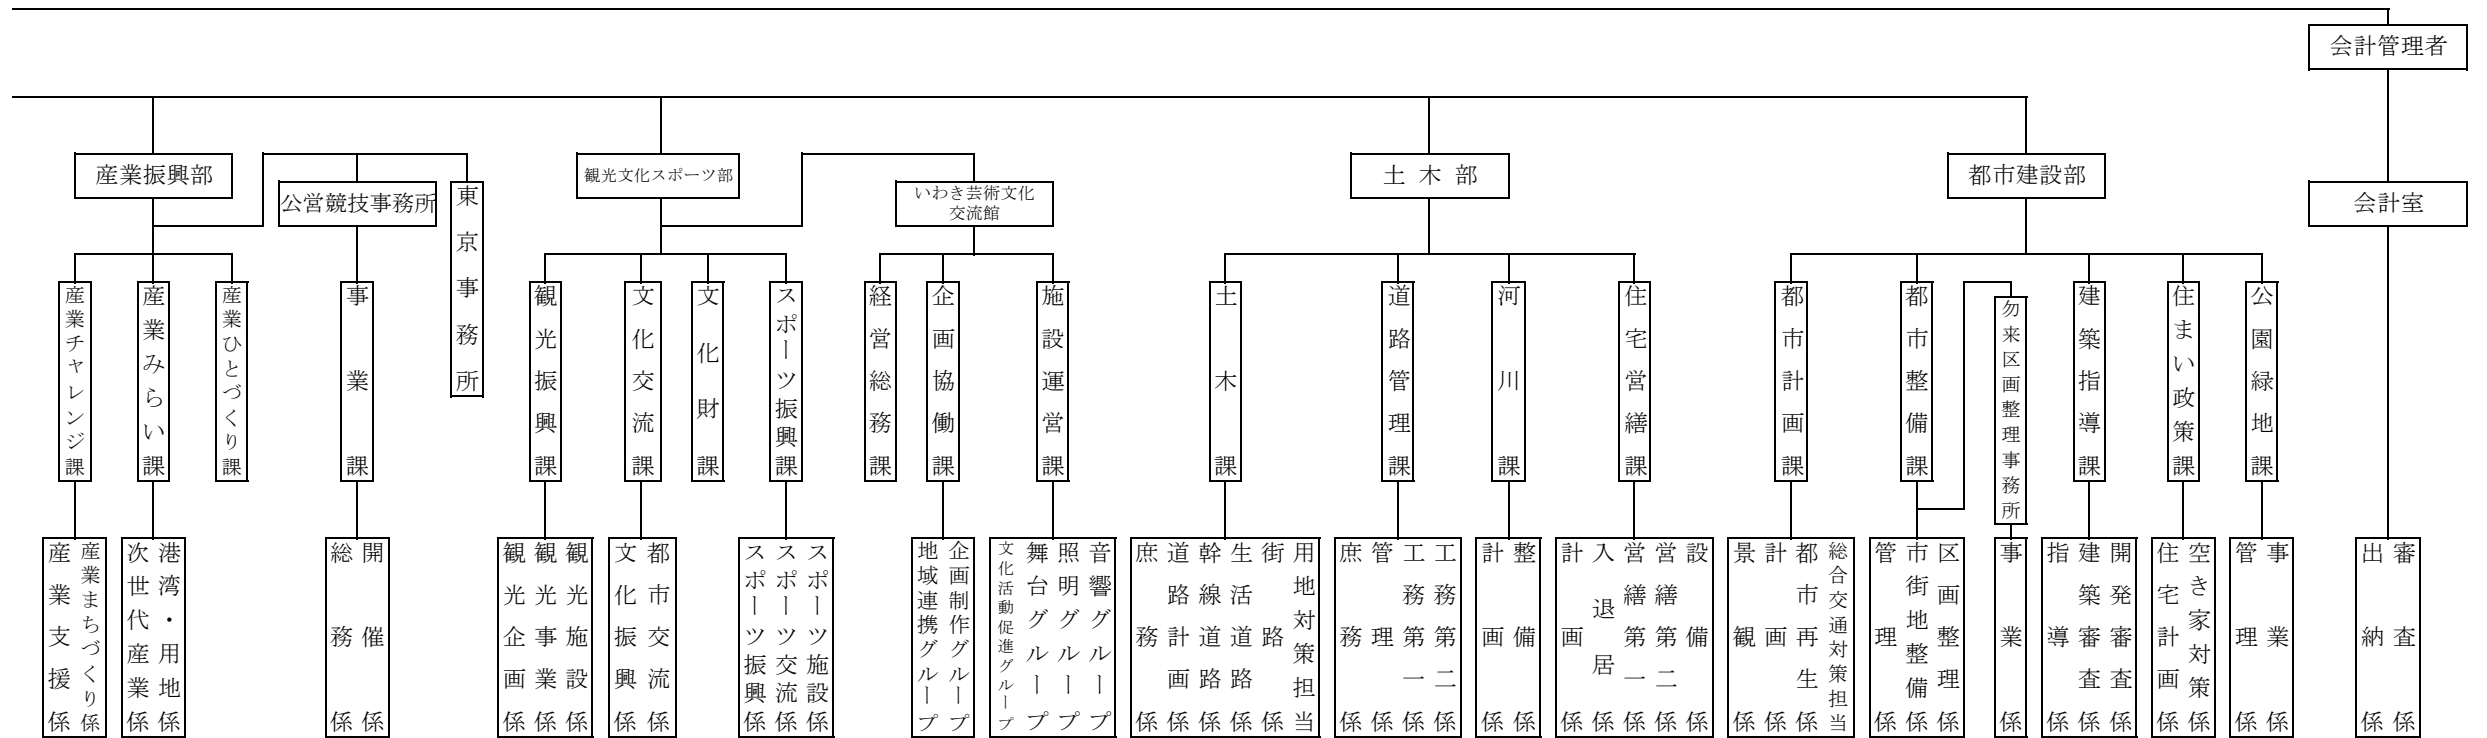 会計管理者
産業振興部
公営競技事務所
東京事務所
観光文化スポーツ部
いわき芸術文化
交流館
土木部
都市建設部
会計室
産業チャレンジ課
産業みらい課
産業ひとづくり課
事業課
観光振興課
文化交流課
文化財課
スポーツ振興課
経営総務課
企画協働課
施設運営課
土木課
道路管理課
河川課
住宅営繕課
都市計画課
都市整備課
勿来区画整理事務所
建築指導課
住まい政策課
公園緑地課
産業支援係
産業まちづくり係
次世代産業係
港湾・用地係
総務係
開催係
観光企画係
観光事業係
観光施設係
文化振興係
都市交流係
スポーツ振興係
スポーツ交流係
スポーツ施設係
地域連携グループ
企画制作グループ
文化活動促進グループ
舞台グループ
照明グループ
音響グループ
庶務係
道路計画係
幹線道路係
生活道路係
街路係
用地対策担当
庶務係
管理係
工務第一係
工務第二係
計画係
整備係
計画係
入退居係
営繕第一係
営繕第二係
設備係
景観係
計画係
都市再生係
総合交通対策担当
管理係
市街地整備係
区画整理係
事業係
指導係
建築審査係
開発審査係
住宅計画係
空き家対策係
管理係
事業係
出納係
審査係